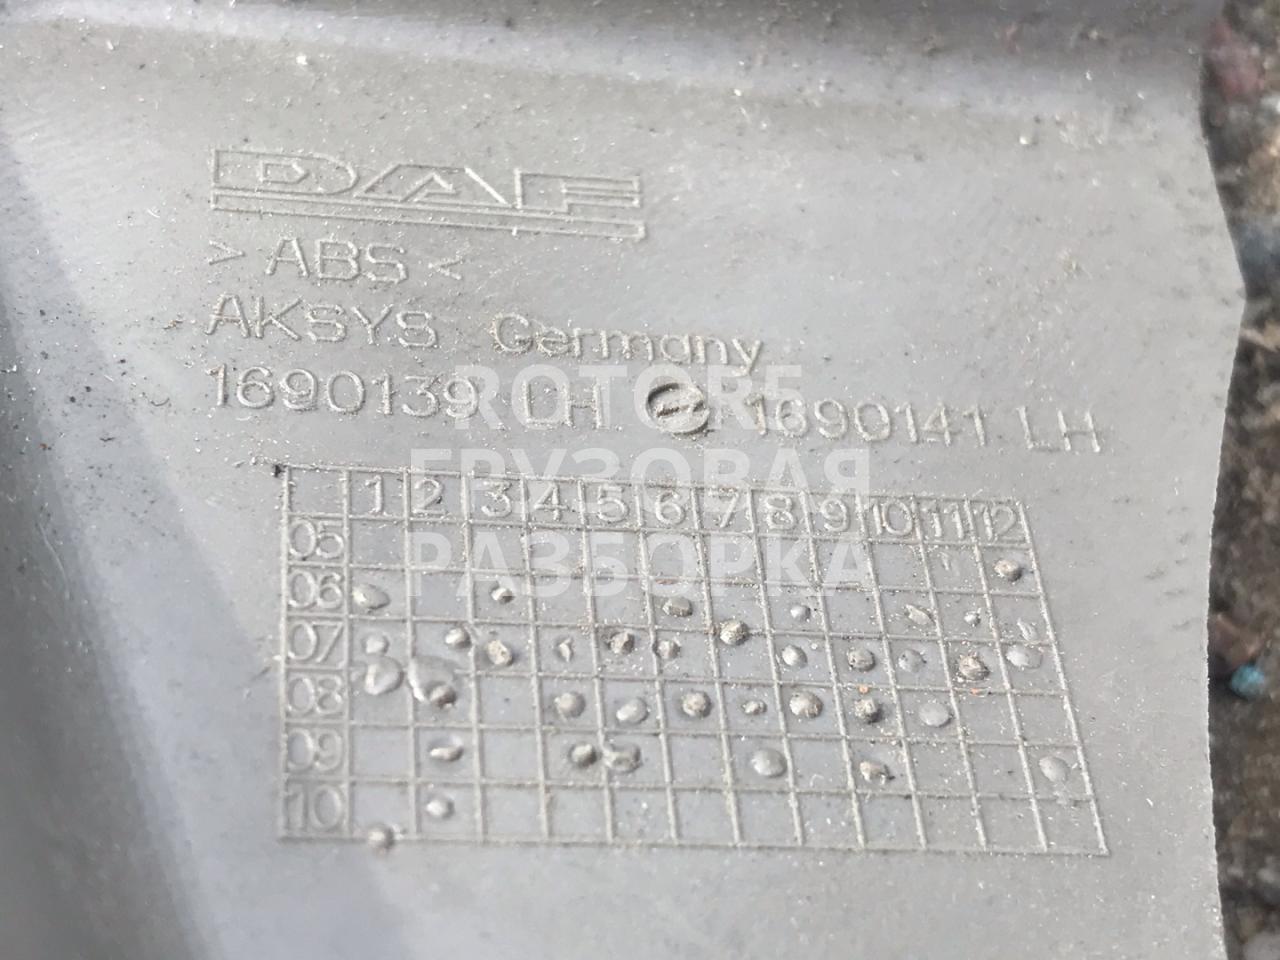 DAF
> ABS <
AKSYS Germany
1690139 LH 1690141 LH
ROTORE
ГРУЗОВАЯ
РАЗБОРКА
1 2 3 4 5 6 7 8 9 10 11 12
05
06
07
08
09
10